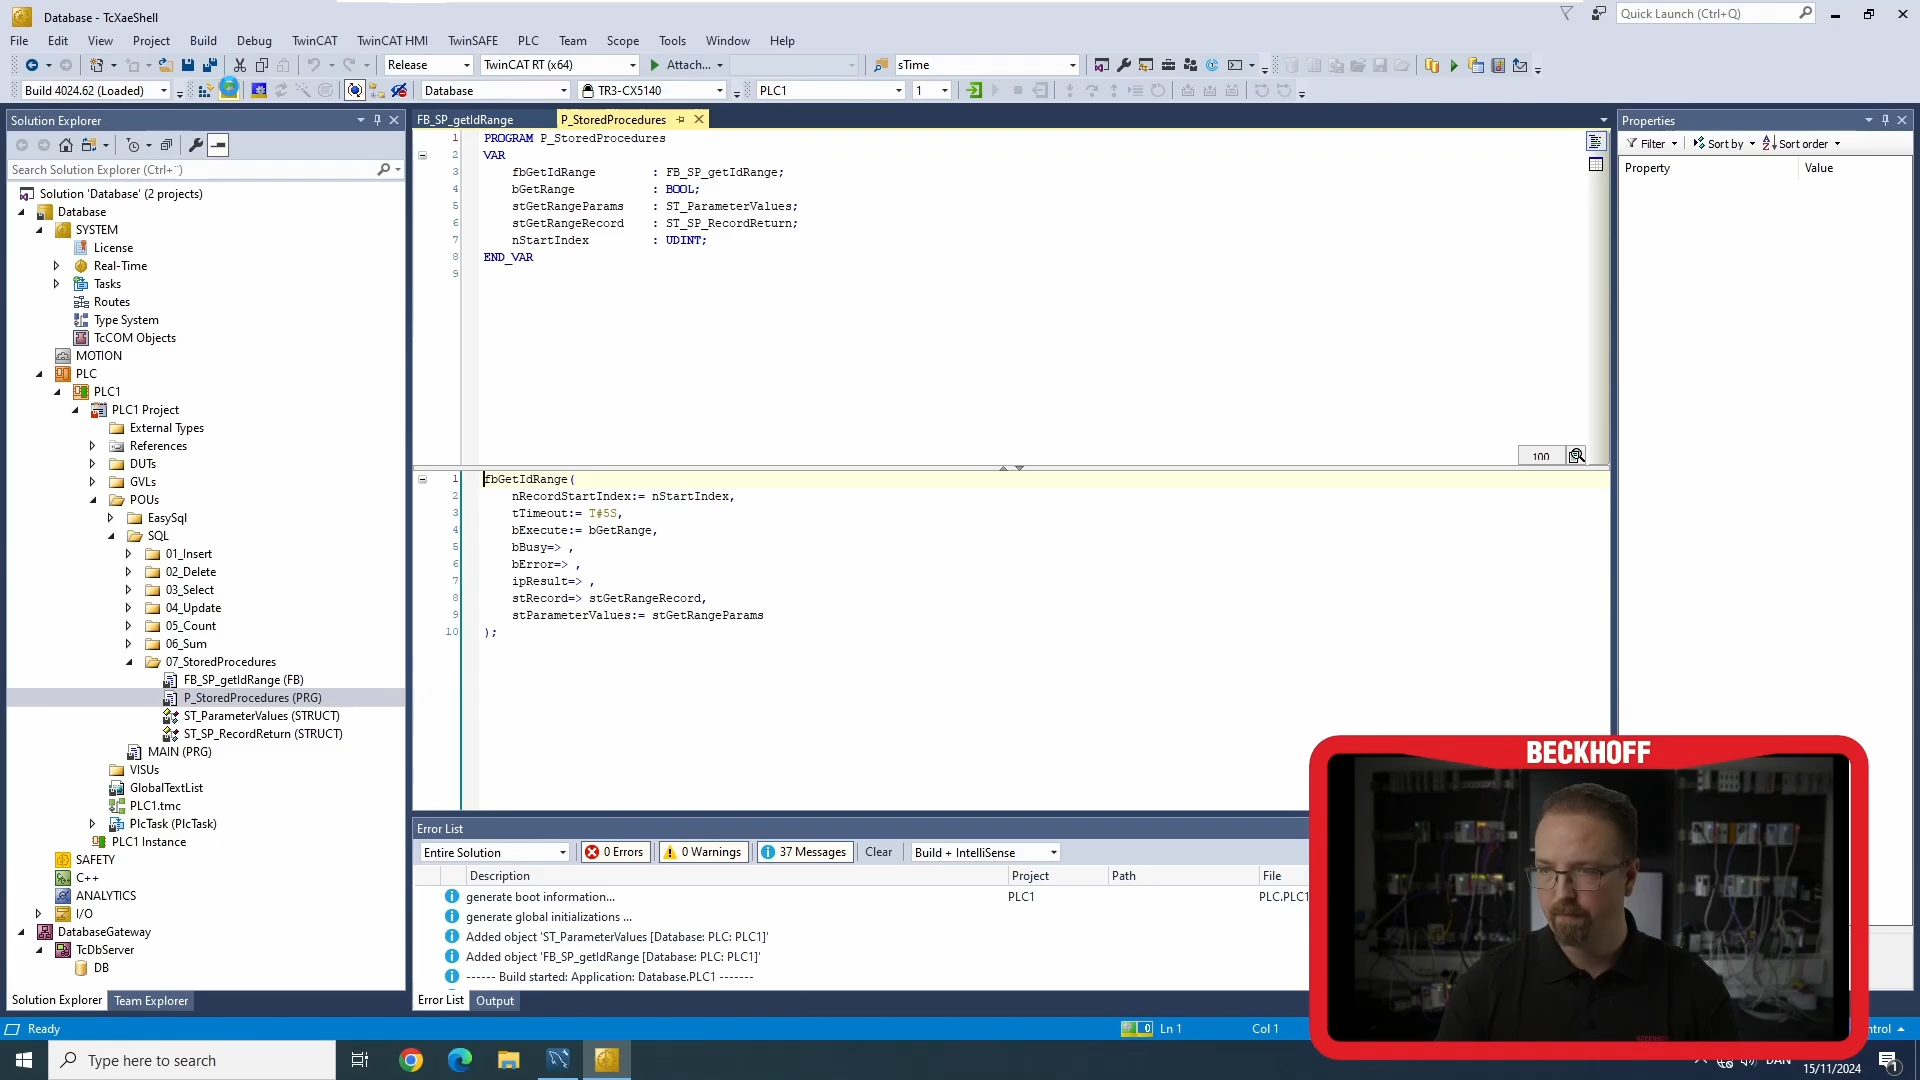 Database - TcXaeShell
Quick Launch (Ctrl+Q)
File Edit View Project Build Debug TwinCAT TwinCAT HMI TwinSAFE PLC Team Scope Tools Window Help
Release TwinCAT RT (x64) Attach... sTime
Build 4024.62 (Loaded) Database TR3-CX5140 PLC1 1
Solution Explorer
Search Solution Explorer (Ctrl+¨)
Solution 'Database' (2 projects)
Database
SYSTEM
License
Real-Time
Tasks
Routes
Type System
TcCOM Objects
MOTION
PLC
PLC1
PLC1 Project
External Types
References
DUTs
GVLs
POUs
EasySql
SQL
01_Insert
02_Delete
03_Select
04_Update
05_Count
06_Sum
07_StoredProcedures
FB_SP_getIdRange (FB)
P_StoredProcedures (PRG)
ST_ParameterValues (STRUCT)
ST_SP_RecordReturn (STRUCT)
MAIN (PRG)
VISUs
GlobalTextList
PLC1.tmc
PlcTask (PlcTask)
PLC1 Instance
SAFETY
C++
ANALYTICS
I/O
DatabaseGateway
TcDbServer
DB
Solution Explorer Team Explorer
FB_SP_getIdRange P_StoredProcedures
1 PROGRAM P_StoredProcedures
2 VAR
3 fbGetIdRange : FB_SP_getIdRange;
4 bGetRange : BOOL;
5 stGetRangeParams : ST_ParameterValues;
6 stGetRangeRecord : ST_SP_RecordReturn;
7 nStartIndex : UDINT;
8 END_VAR
9
100
1 fbGetIdRange(
2 nRecordStartIndex:= nStartIndex,
3 tTimeout:= T#5S,
4 bExecute:= bGetRange,
5 bBusy=> ,
6 bError=> ,
7 ipResult=> ,
8 stRecord=> stGetRangeRecord,
9 stParameterValues:= stGetRangeParams
10 );
Error List
Entire Solution 0 Errors 0 Warnings 37 Messages Clear Build + IntelliSense
Description Project Path File
generate boot information... PLC1 PLC.PLC1
generate global initializations ...
Added object 'ST_ParameterValues [Database: PLC: PLC1]'
Added object 'FB_SP_getIdRange [Database: PLC: PLC1]'
------ Build started: Application: Database.PLC1 -------
Error List Output
Properties
Filter Sort by Sort order
Property Value
BECKHOFF
Ready 0 Ln 1 Col 1
Type here to search
DAN
15/11/2024
1